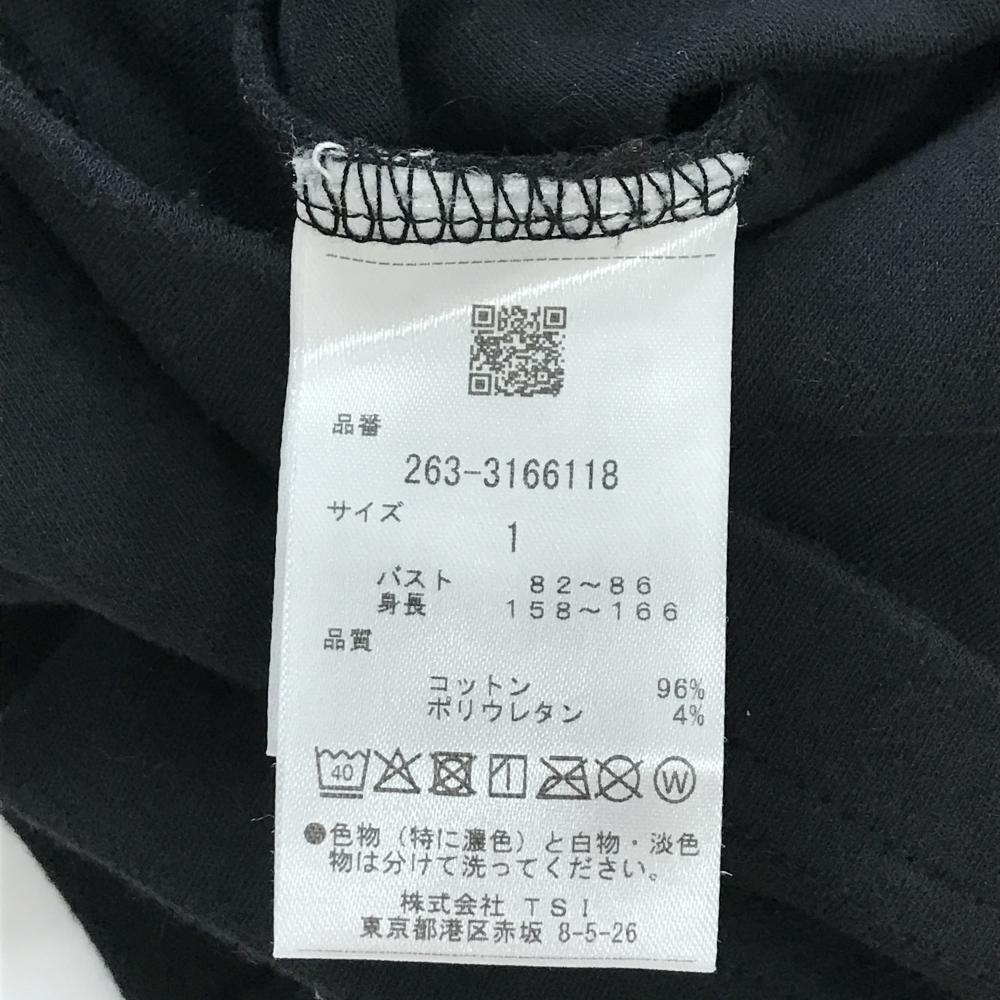 品番
263-3166118
サイズ
1
バスト 82～86
身長 158～166
品質
コットン 96%
ポリウレタン 4%
40 W
●色物（特に濃色）と白物・淡色
物は分けて洗ってください。
株式会社 TSI
東京都港区赤坂 8-5-26